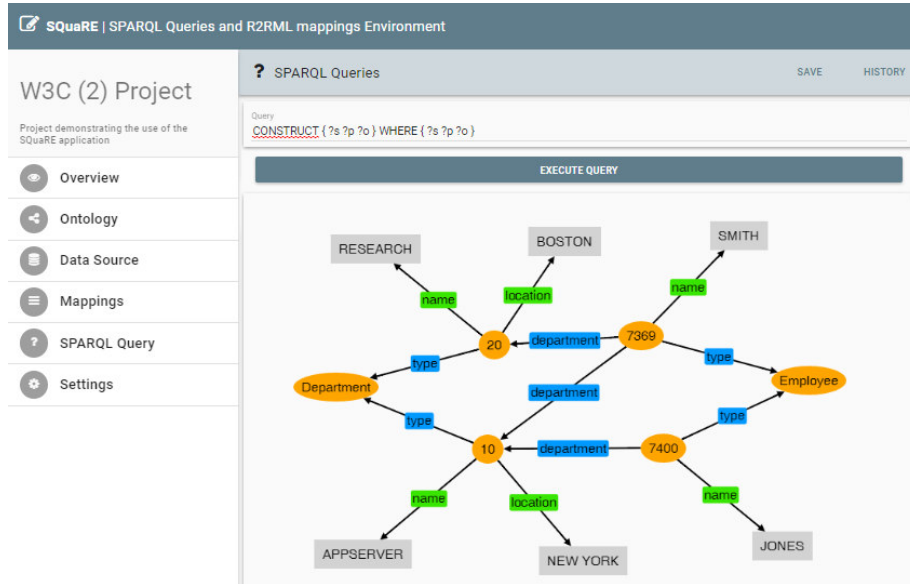 SQuaRE | SPARQL Queries and R2RML mappings Environment
W3C (2) Project
Project demonstrating the use of the
SQuaRE application
Overview
Ontology
Data Source
Mappings
? SPARQL Query
Settings
? SPARQL Queries
SAVE
HISTORY
Query
CONSTRUCT { ?s ?p ?o } WHERE { ?s ?p ?o }
EXECUTE QUERY
RESEARCH
BOSTON
SMITH
name
location
name
20
department
7369
type
type
Department
department
Employee
type
type
10
department
7400
name
location
name
APPSERVER
NEW YORK
JONES